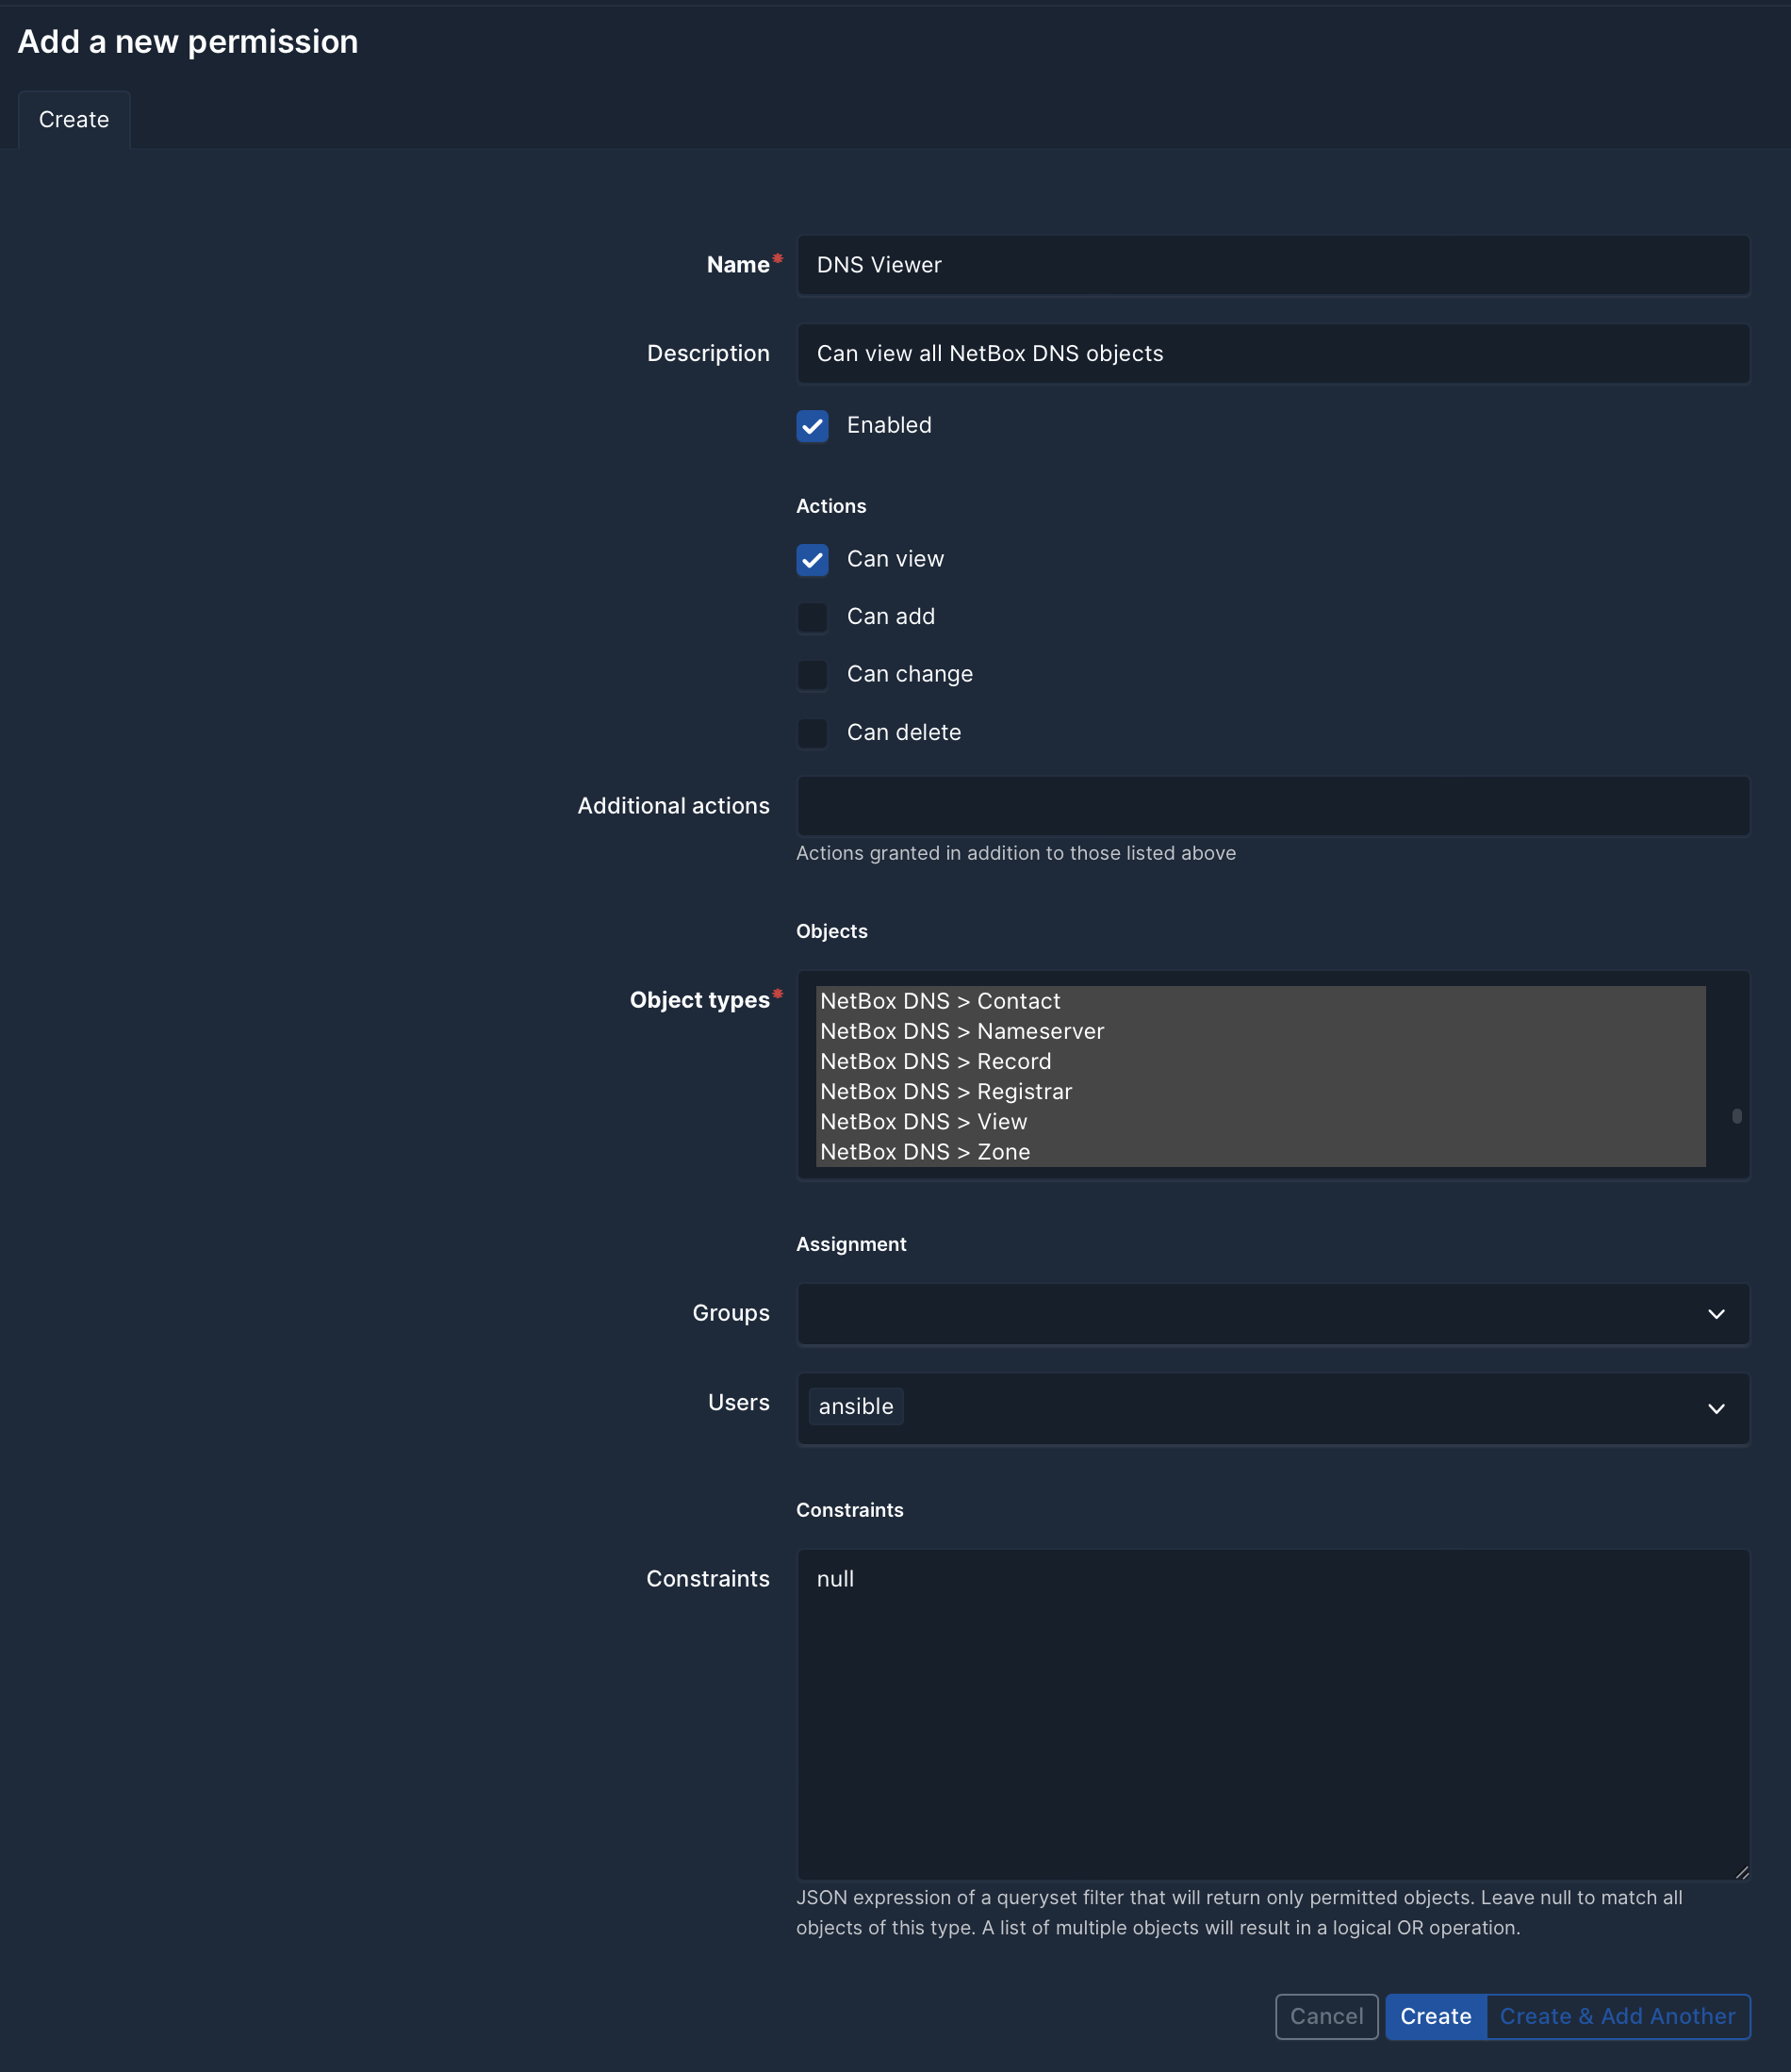 Add a new permission
Create
Name*
DNS Viewer
Description
Can view all NetBox DNS objects
Enabled
Actions
Can view
Can add
Can change
Can delete
Additional actions
Actions granted in addition to those listed above
Objects
Object types*
NetBox DNS > Contact
NetBox DNS > Nameserver
NetBox DNS > Record
NetBox DNS > Registrar
NetBox DNS > View
NetBox DNS > Zone
Assignment
Groups
Users
ansible
Constraints
Constraints
null
JSON expression of a queryset filter that will return only permitted objects. Leave null to match all
objects of this type. A list of multiple objects will result in a logical OR operation.
Cancel
Create
Create & Add Another